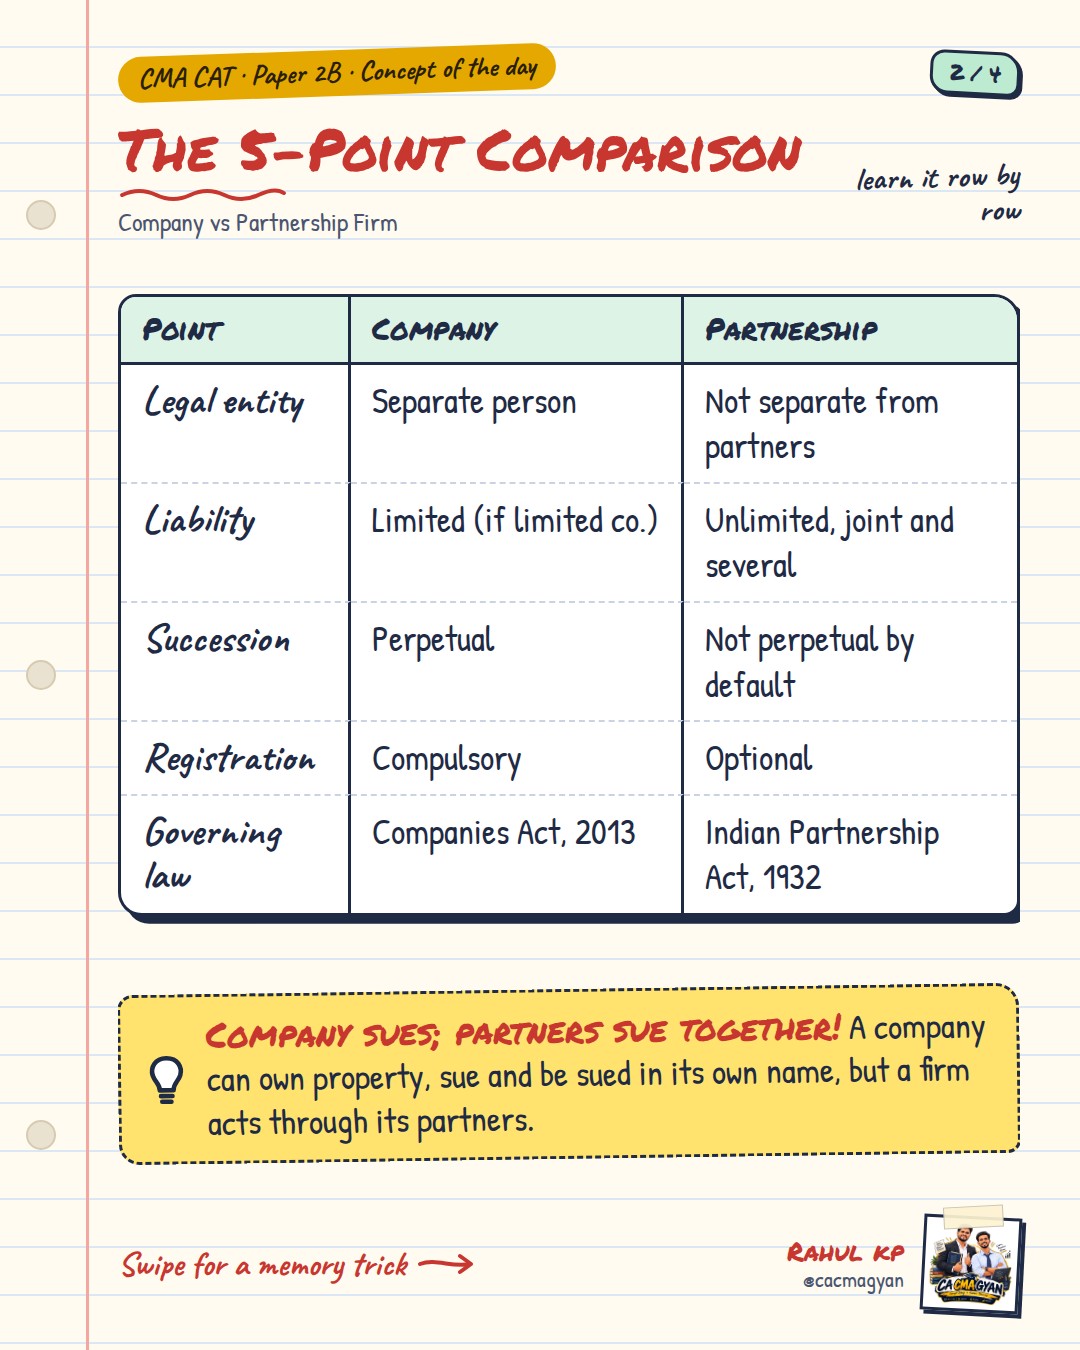 CMA CAT · Paper 2B · Concept of the day
2 / 4
The 5-Point Comparison
learn it row by
row
Company vs Partnership Firm
Point Company Partnership
Legal entity Separate person Not separate from
partners
Liability Limited (if limited co.) Unlimited, joint and
several
Succession Perpetual Not perpetual by
default
Registration Compulsory Optional
Governing Companies Act, 2013 Indian Partnership
law Act, 1932
Company sues; partners sue together! A company
can own property, sue and be sued in its own name, but a firm
acts through its partners.
Swipe for a memory trick →
Rahul KP
@cacmagyan
CA CMA GYAN